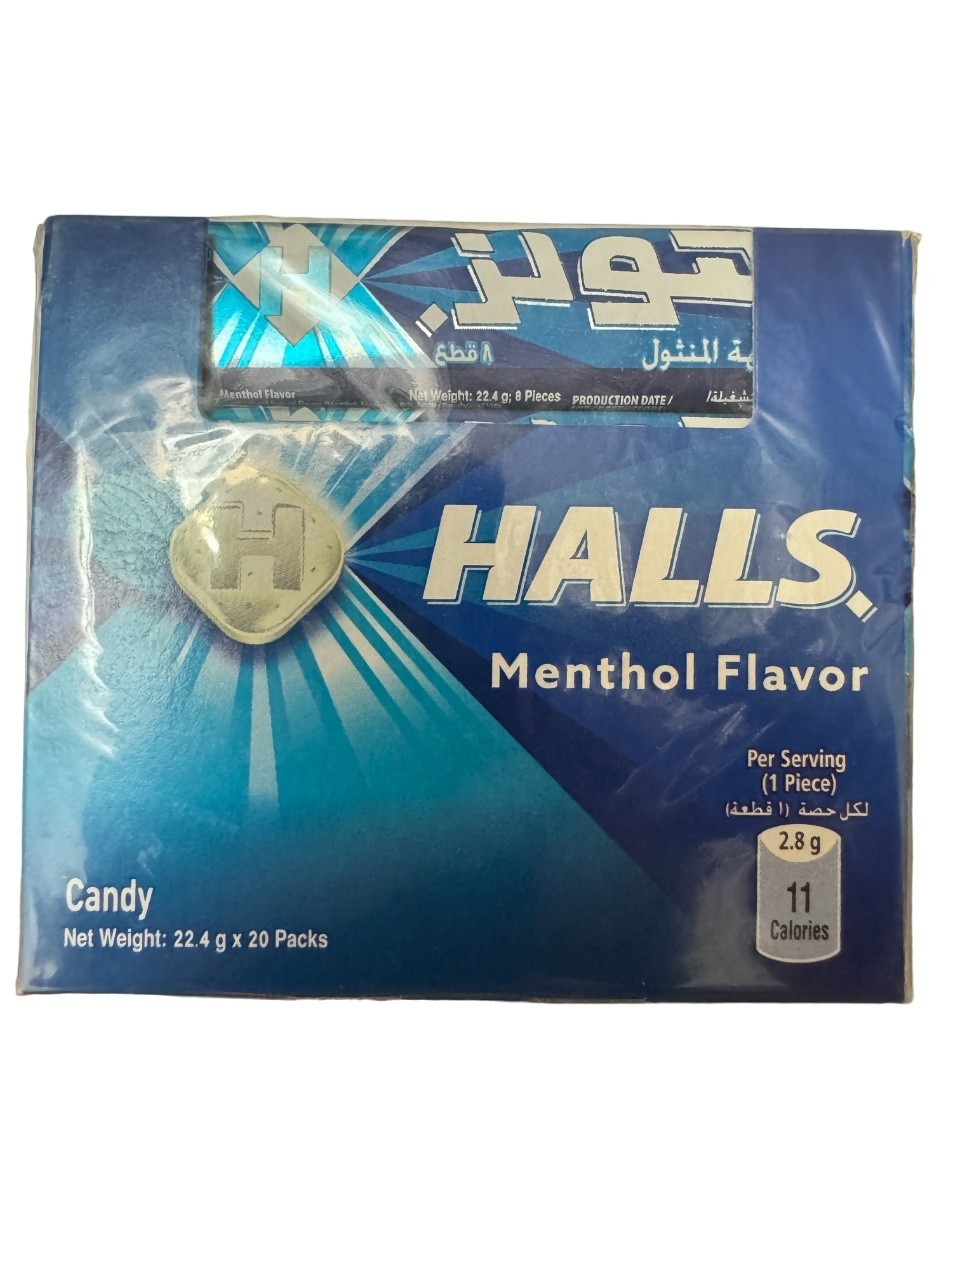 H
هولز.
٨ قطع
المنثول
Menthol Flavor
Net Weight: 22.4 g; 8 Pieces
PRODUCTION DATE /
H
HALLS.
Menthol Flavor
Per Serving
(1 Piece)
لكل حصة (١ قطعة)
2.8 g
11
Calories
Candy
Net Weight: 22.4 g x 20 Packs